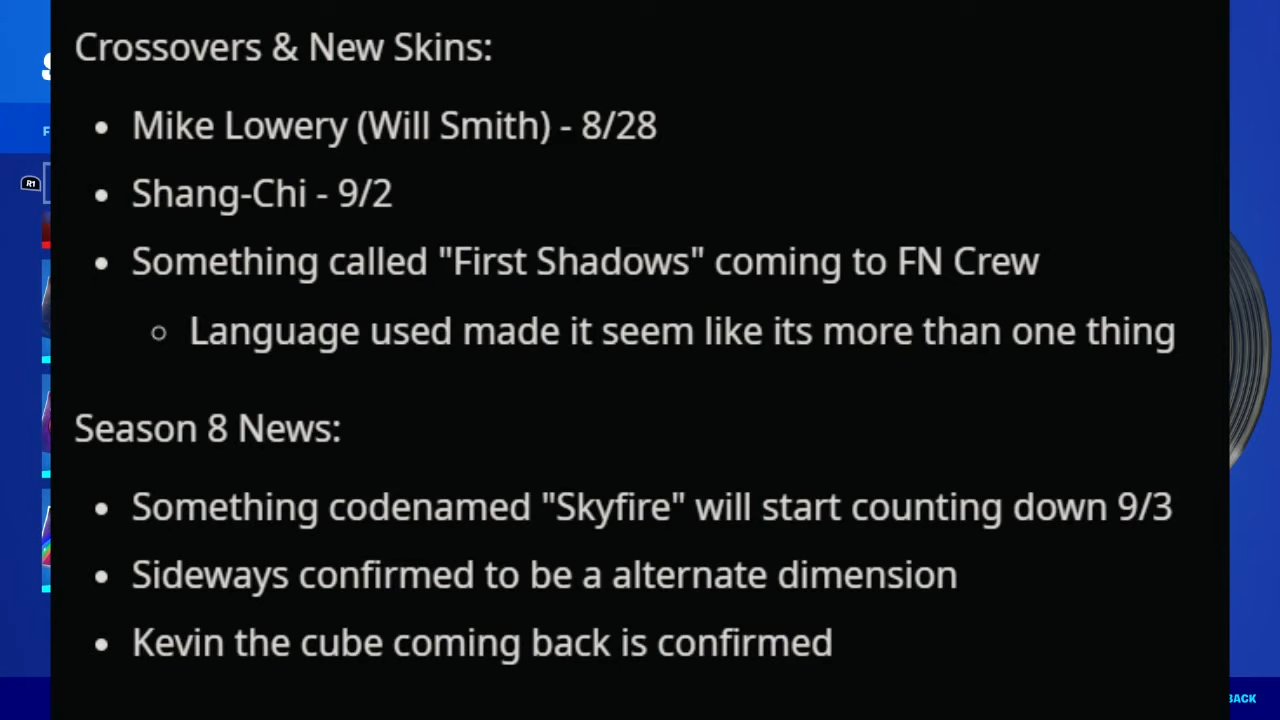 Crossovers & New Skins:
Mike Lowery (Will Smith) - 8/28
Shang-Chi - 9/2
Something called "First Shadows" coming to FN Crew
Language used made it seem like its more than one thing
Season 8 News:
Something codenamed "Skyfire" will start counting down 9/3
Sideways confirmed to be a alternate dimension
Kevin the cube coming back is confirmed
R1
BACK